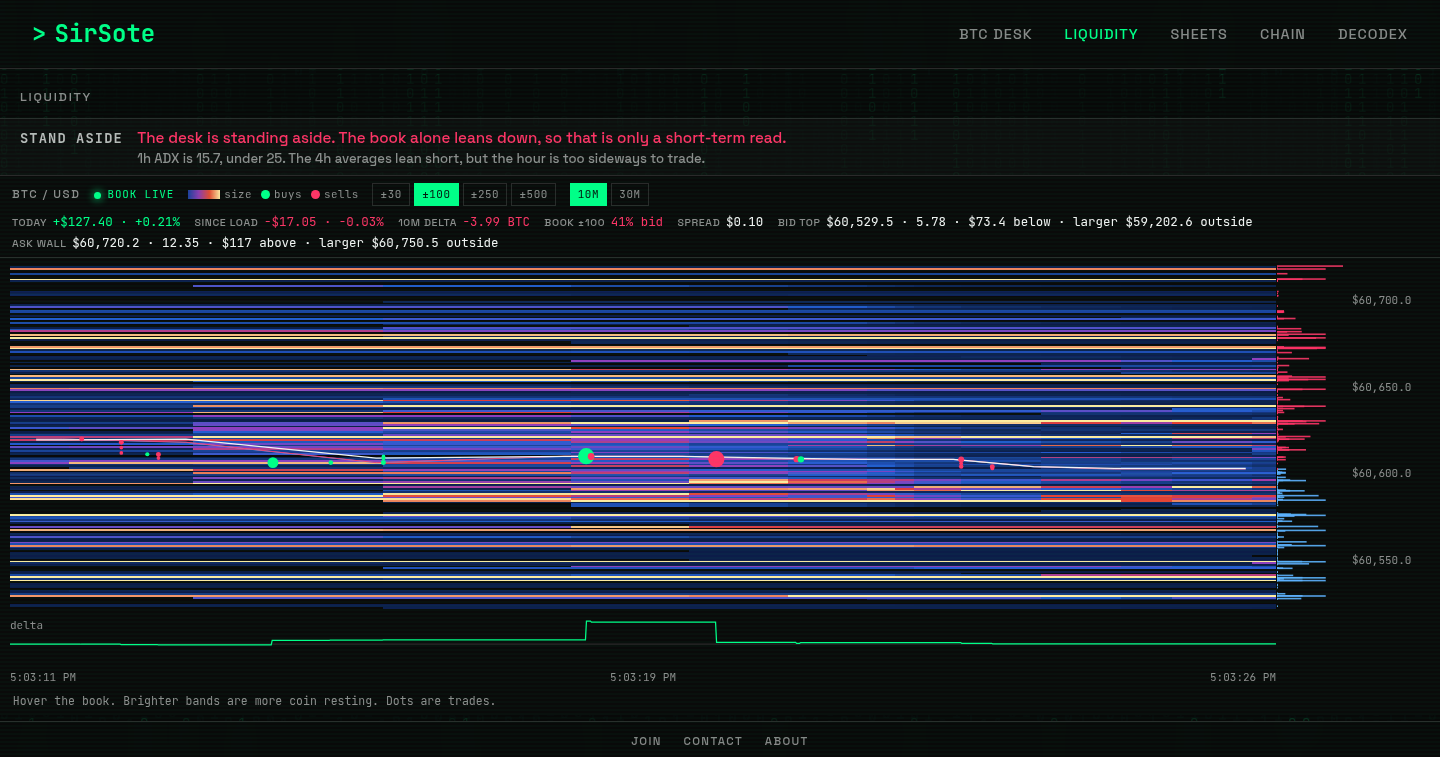 > SirSote
BTC DESK LIQUIDITY SHEETS CHAIN DECODEX
LIQUIDITY
STAND ASIDE The desk is standing aside. The book alone leans down, so that is only a short-term read.
1h ADX is 15.7, under 25. The 4h averages lean short, but the hour is too sideways to trade.
BTC / USD BOOK LIVE size buys sells ±30 ±100 ±250 ±500 10M 30M
TODAY +$127.40 · +0.21% SINCE LOAD -$17.05 · -0.03% 10M DELTA -3.99 BTC BOOK ±100 41% bid SPREAD $0.10 BID TOP $60,529.5 · 5.78 · $73.4 below · larger $59,202.6 outside
ASK WALL $60,720.2 · 12.35 · $117 above · larger $60,750.5 outside
$60,700.0
$60,650.0
$60,600.0
$60,550.0
delta
5:03:11 PM 5:03:19 PM 5:03:26 PM
Hover the book. Brighter bands are more coin resting. Dots are trades.
JOIN CONTACT ABOUT